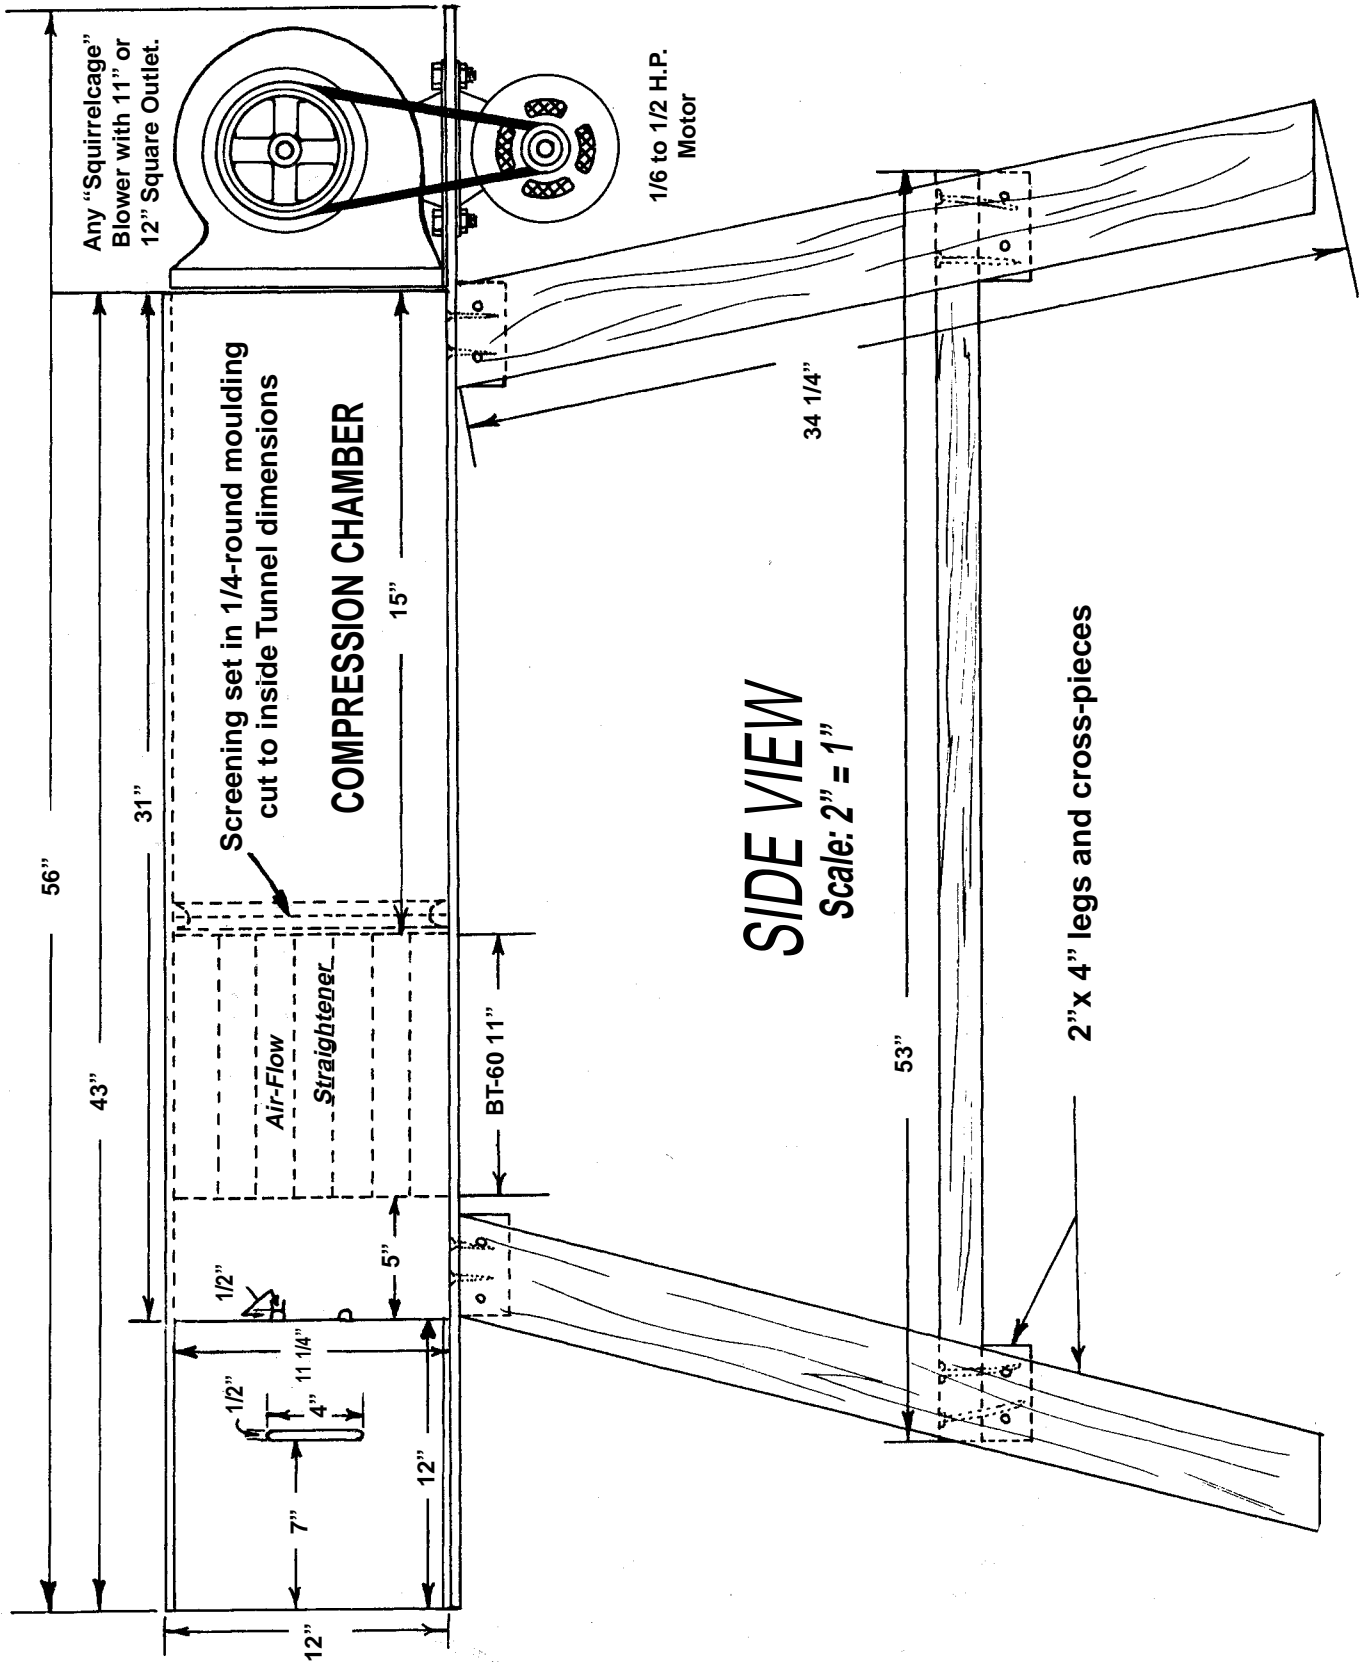 56”
43”
31”
Any “Squirrelcage”
Blower with 11” or
12” Square Outlet.
Screening set in 1/4-round moulding
cut to inside Tunnel dimensions
COMPRESSION CHAMBER
15”
Air-Flow
Straightener
BT-60 11”
1/2”
5”
11 1/4”
1/2”
4”
7”
12”
12”
1/6 to 1/2 H.P.
Motor
34 1/4”
SIDE VIEW
Scale: 2” = 1”
53”
2”x 4” legs and cross-pieces